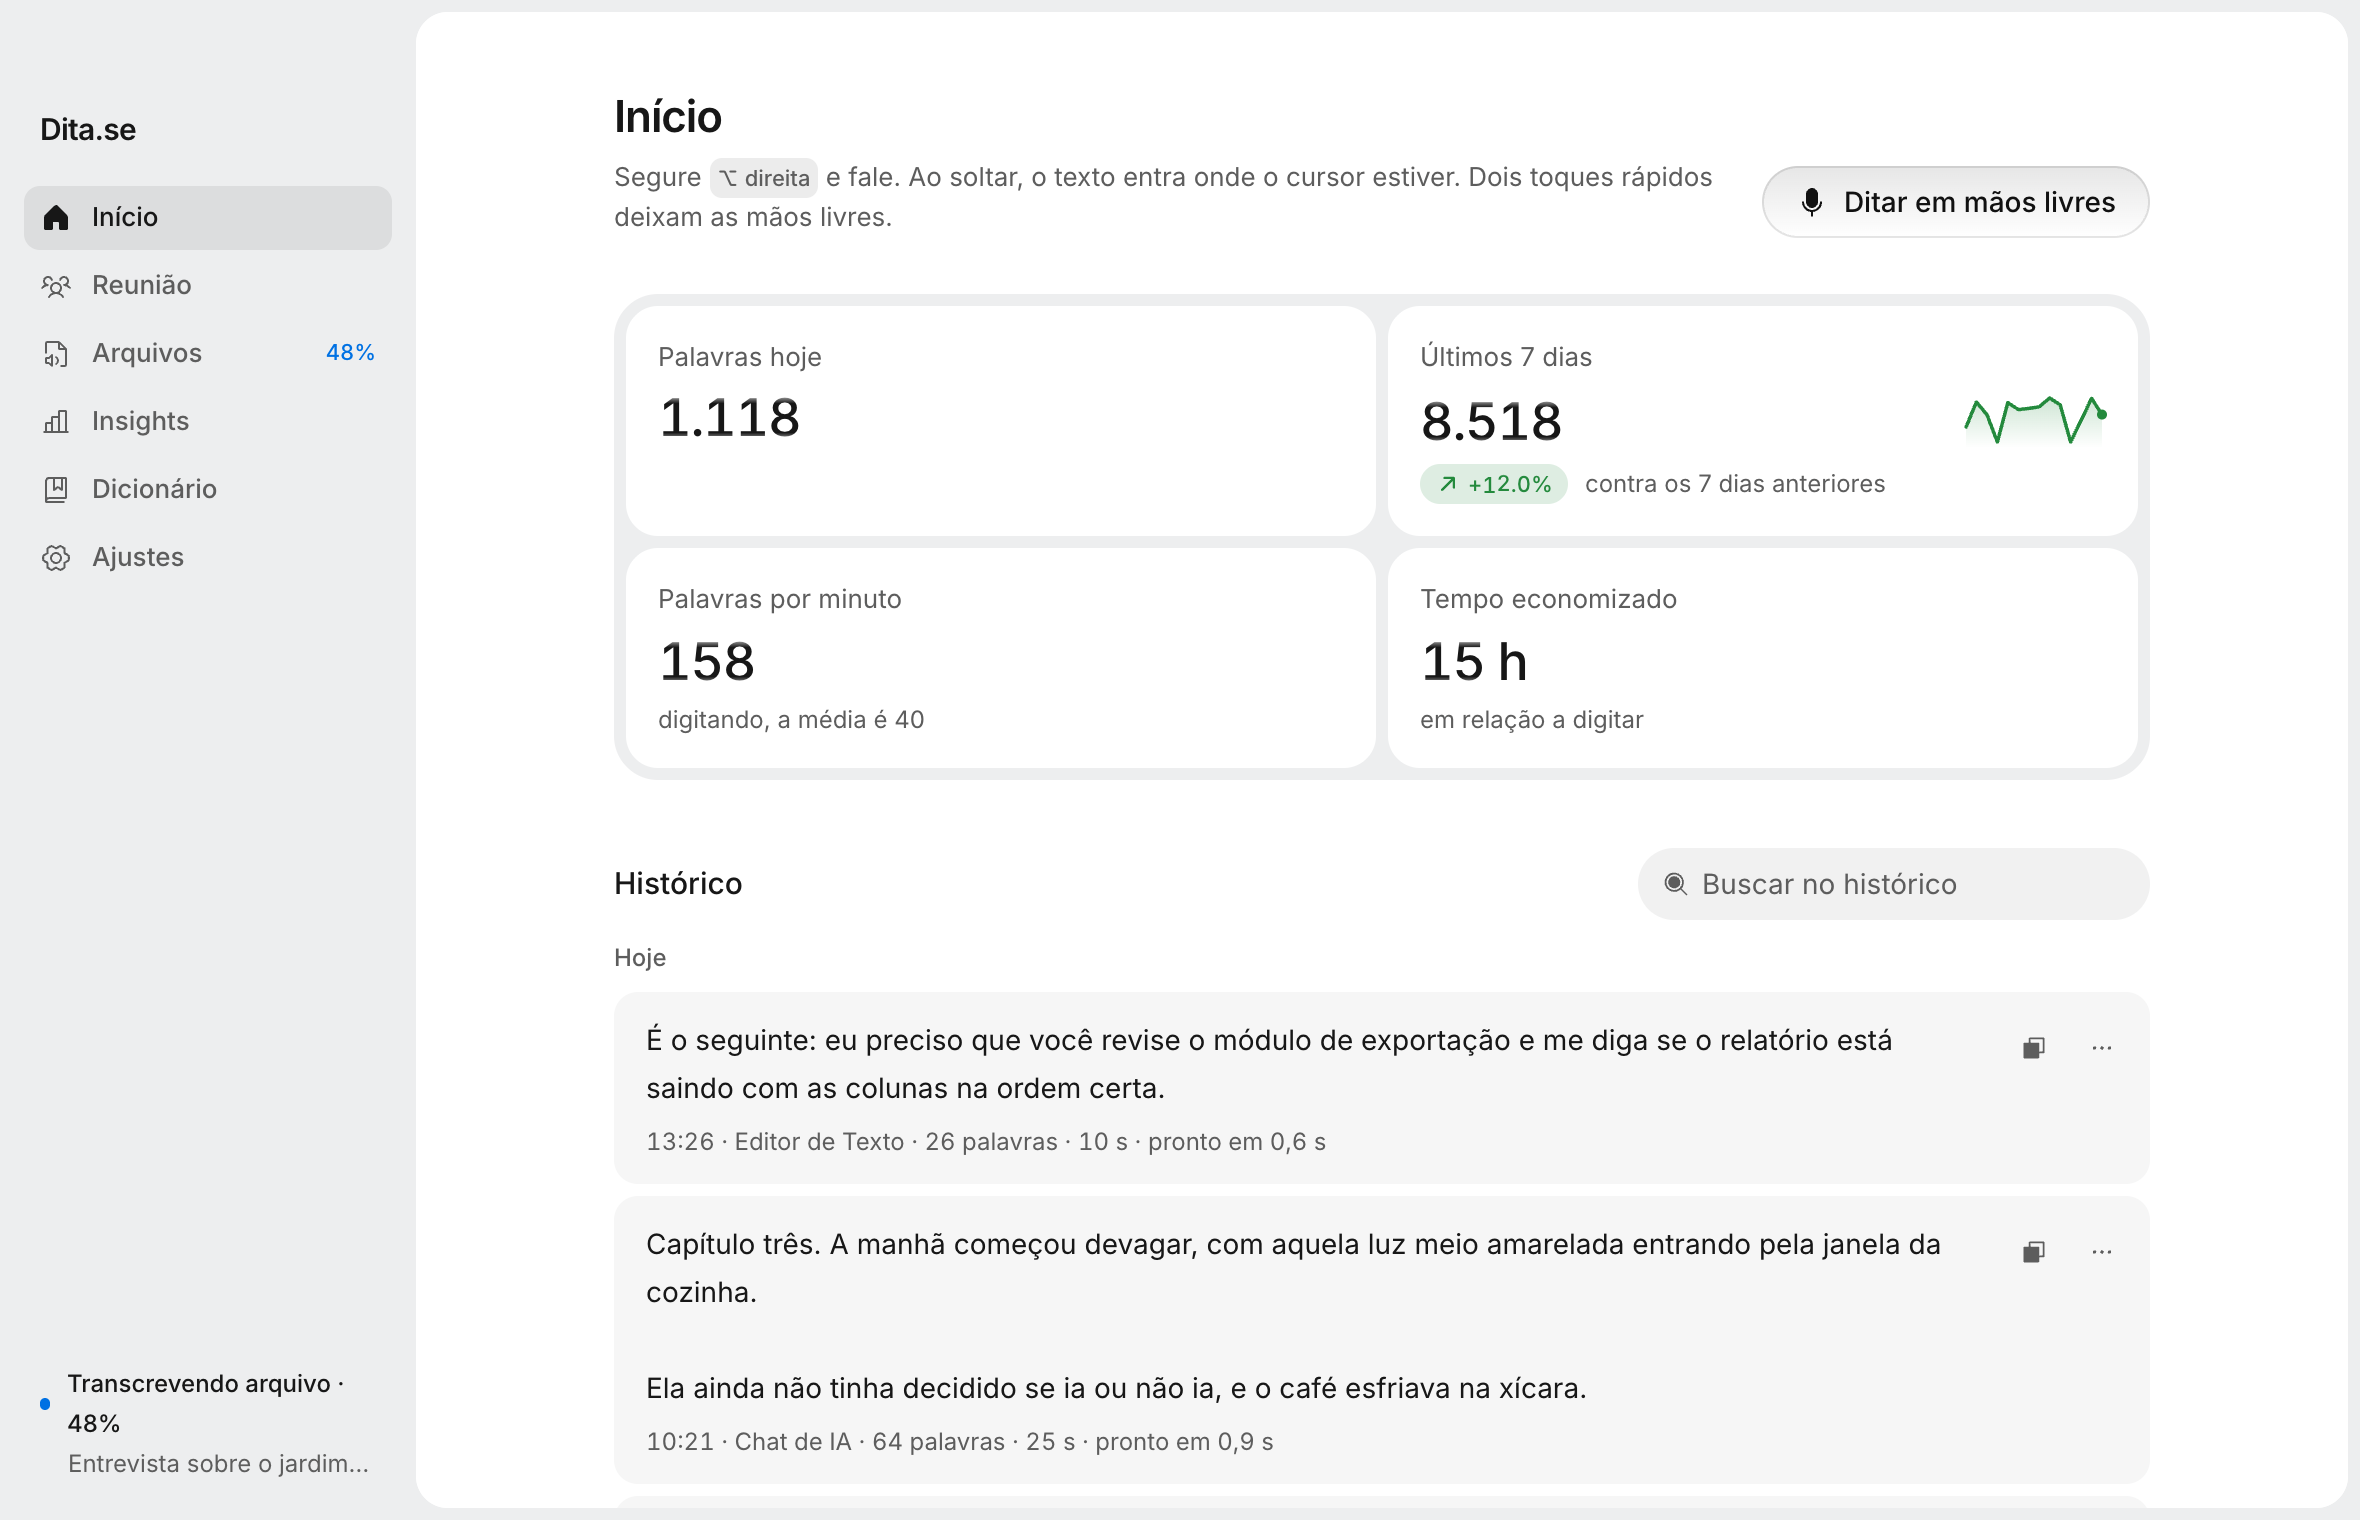 Dita.se
Início
Reunião
Arquivos 48%
Insights
Dicionário
Ajustes
Transcrevendo arquivo ·
48%
Entrevista sobre o jardim...
Início
Segure ⌥ direita e fale. Ao soltar, o texto entra onde o cursor estiver. Dois toques rápidos
deixam as mãos livres.
Ditar em mãos livres
Palavras hoje
1.118
Últimos 7 dias
8.518
+12.0% contra os 7 dias anteriores
Palavras por minuto
158
digitando, a média é 40
Tempo economizado
15 h
em relação a digitar
Histórico
Buscar no histórico
Hoje
É o seguinte: eu preciso que você revise o módulo de exportação e me diga se o relatório está
saindo com as colunas na ordem certa.
13:26 · Editor de Texto · 26 palavras · 10 s · pronto em 0,6 s
Capítulo três. A manhã começou devagar, com aquela luz meio amarelada entrando pela janela da
cozinha.
Ela ainda não tinha decidido se ia ou não ia, e o café esfriava na xícara.
10:21 · Chat de IA · 64 palavras · 25 s · pronto em 0,9 s